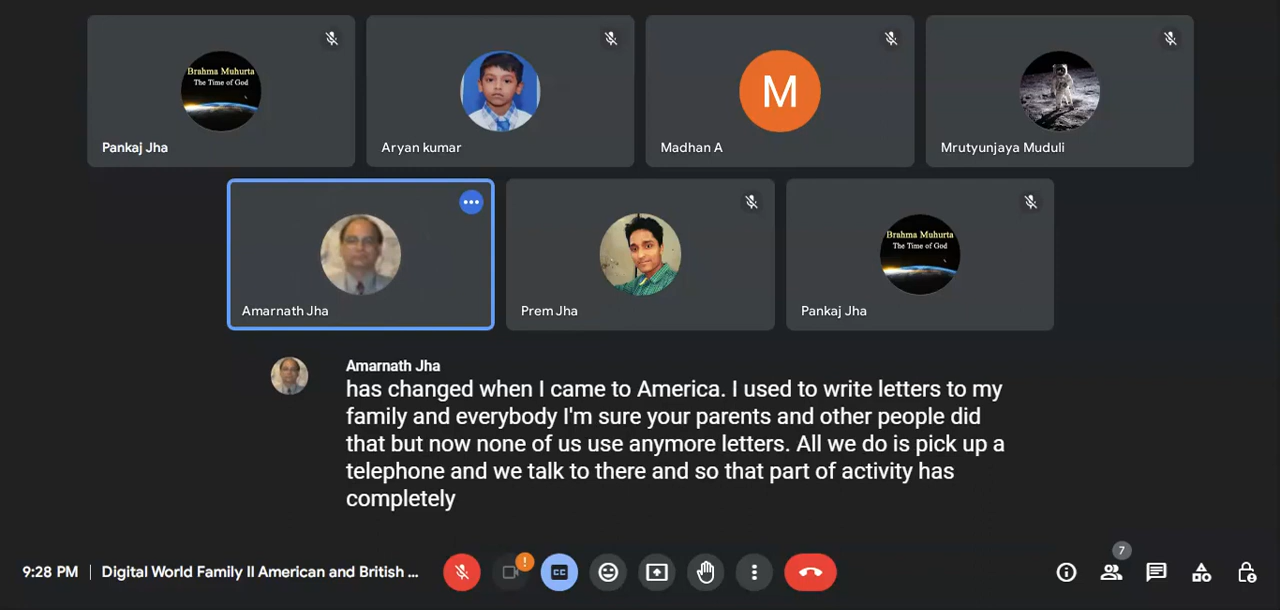 Brahma Muhurta
The Time of God
Pankaj Jha
Aryan kumar
M
Madhan A
Mrutyunjaya Muduli
Amarnath Jha
Prem Jha
Brahma Muhurta
The Time of God
Pankaj Jha
Amarnath Jha
has changed when I came to America. I used to write letters to my
family and everybody I'm sure your parents and other people did
that but now none of us use anymore letters. All we do is pick up a
telephone and we talk to there and so that part of activity has
completely
9:28 PM | Digital World Family II American and British ...
!
CC
7